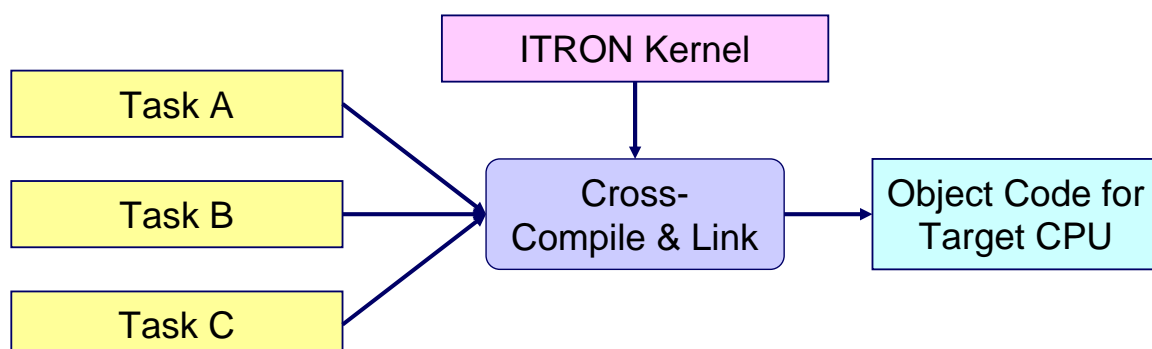 ITRON Kernel
Task A
Task B
Task C
Cross-
Compile & Link
Object Code for
Target CPU